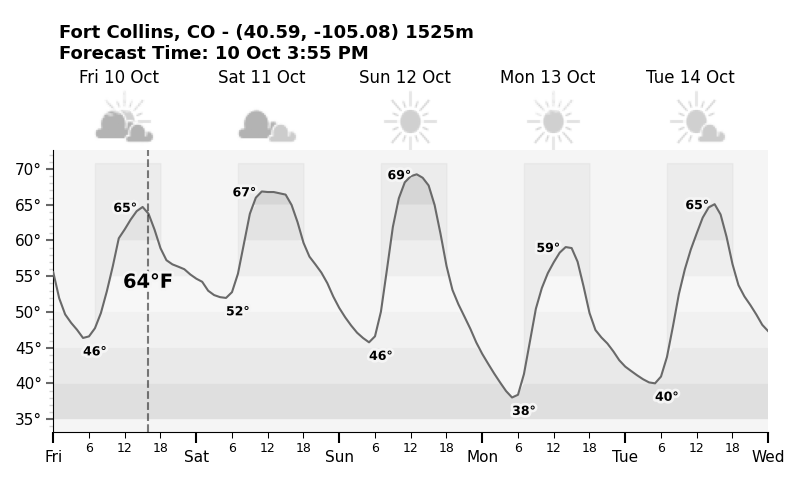 Fort Collins, CO - (40.59, -105.08) 1525m
Forecast Time: 10 Oct 3:55 PM
Fri 10 Oct Sat 11 Oct Sun 12 Oct Mon 13 Oct Tue 14 Oct
70°
65°
60°
55°
50°
45°
40°
35°
65° 67° 69° 59° 65°
64°F
46° 52° 46° 38° 40°
6 12 18 6 12 18 6 12 18 6 12 18 6 12 18
Fri Sat Sun Mon Tue Wed